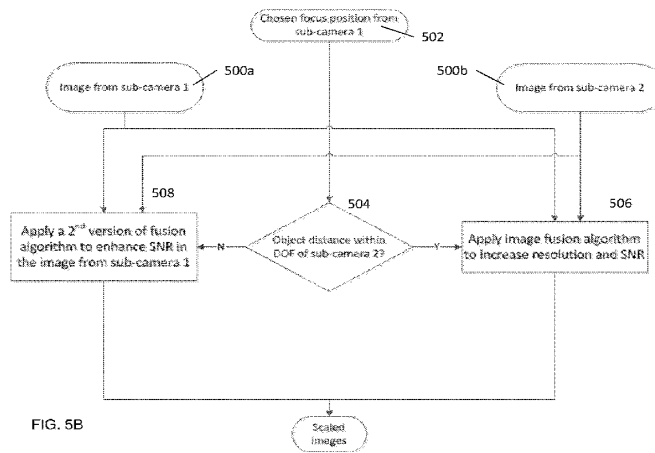 Chosen focus position from
sub-camera 1
502
500a
Image from sub-camera 1
500b
Image from sub-camera 2
508
Apply a 2nd version of fusion
algorithm to enhance SNR in
the image from sub-camera 1
504
Object distance within
DOF of sub-camera 2?
N
Y
506
Apply image fusion algorithm
to increase resolution and SNR
FIG. 5B
Scaled
images